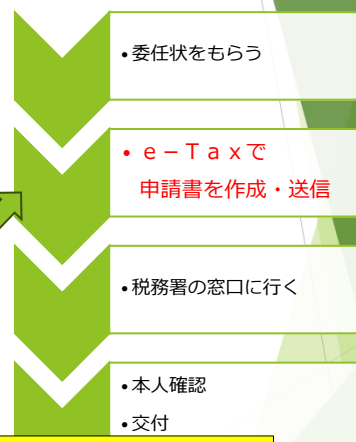 •委任状をもらう
•ｅ－Ｔａｘで
申請書を作成・送信
•税務署の窓口に行く
•本人確認
•交付